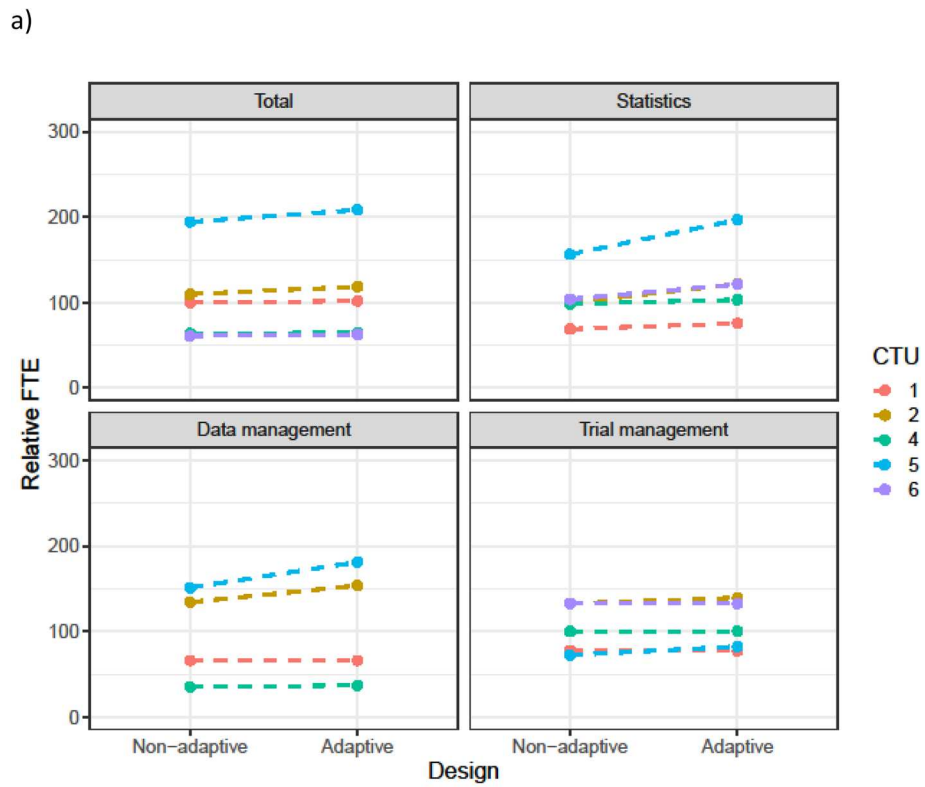 a)
Total
Statistics
300
200
100
0
Data management
Trial management
300
200
100
0
Non-adaptive
Adaptive
Non-adaptive
Adaptive
Design
Relative FTE
CTU
1
2
4
5
6